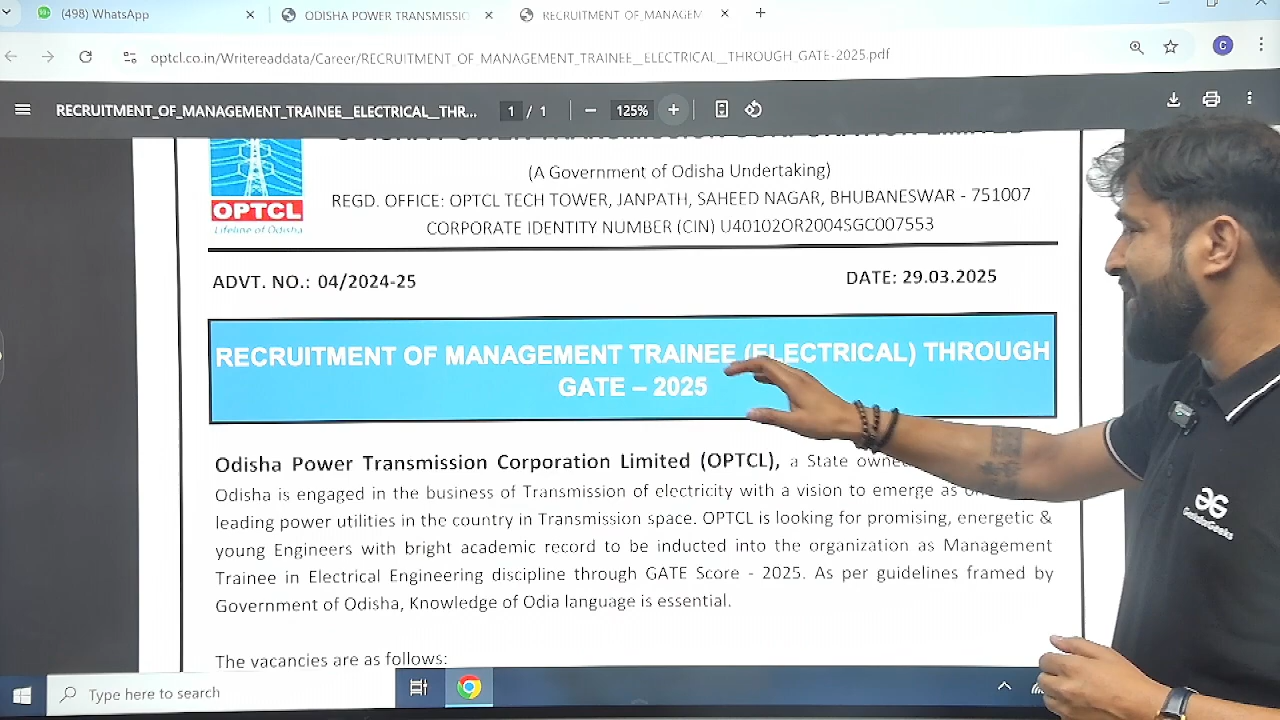 (498) WhatsApp
ODISHA POWER TRANSMISSIO
RECRUITMENT_OF_MANAGEM
optcl.co.in/Writereaddata/Career/RECRUITMENT_OF_MANAGEMENT_TRAINEE__ELECTRICAL__THROUGH_GATE-2025.pdf
C
RECRUITMENT_OF_MANAGEMENT_TRAINEE__ELECTRICAL__THR...
1 / 1
125%
(A Government of Odisha Undertaking)
REGD. OFFICE: OPTCL TECH TOWER, JANPATH, SAHEED NAGAR, BHUBANESWAR - 751007
CORPORATE IDENTITY NUMBER (CIN) U40102OR2004SGC007553
OPTCL
Lifeline of Odisha
ADVT. NO.: 04/2024-25
DATE: 29.03.2025
RECRUITMENT OF MANAGEMENT TRAINEE (ELECTRICAL) THROUGH
GATE – 2025
Odisha Power Transmission Corporation Limited (OPTCL), a State
Odisha is engaged in the business of Transmission of electricity with a vision to emerge as
leading power utilities in the country in Transmission space. OPTCL is looking for promising, energetic &
young Engineers with bright academic record to be inducted into the organization as Management
Trainee in Electrical Engineering discipline through GATE Score - 2025. As per guidelines framed by
Government of Odisha, Knowledge of Odia language is essential.
The vacancies are as follows:
Type here to search
GeeksforGeeks